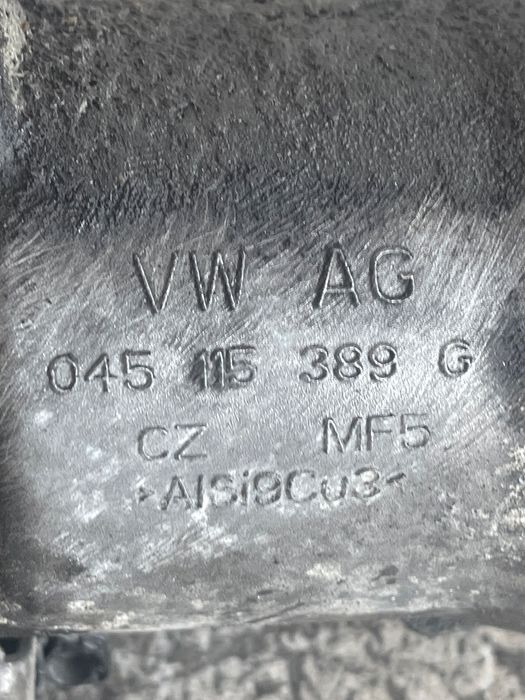 VW AG
045 115 389 G
CZ MF5
>AlSi9Cu3<